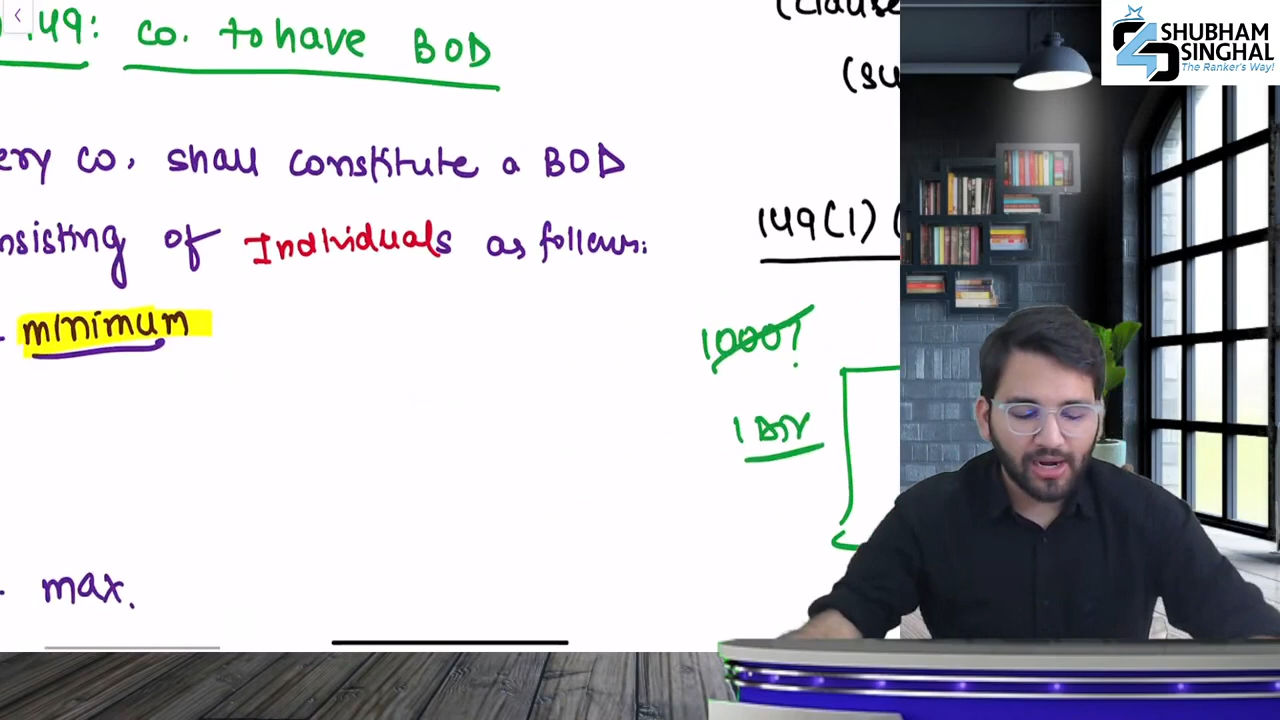 .49: co. to have BOD
ery co. shall constitute a BOD
nsisting of Individuals as follows:
- minimum
- max.
(clause
(su
149(1) (
1000?
1 DIR
SHUBHAM
SINGHAL
The Ranker's Way!